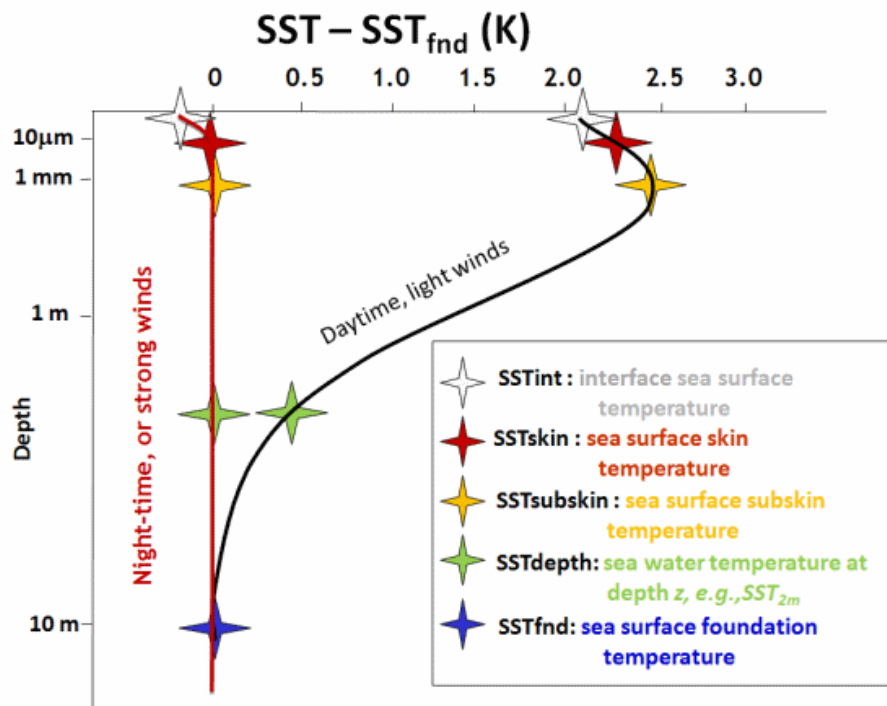 SST – SSTfnd (K)
0 0.5 1.0 1.5 2.0 2.5 3.0
10μm
1 mm
1 m
10 m
Depth
Night-time, or strong winds
Daytime, light winds
SSTint : interface sea surface
temperature
SSTskin : sea surface skin
temperature
SSTsubskin : sea surface subskin
temperature
SSTdepth: sea water temperature at
depth z, e.g.,SST2m
SSTfnd: sea surface foundation
temperature